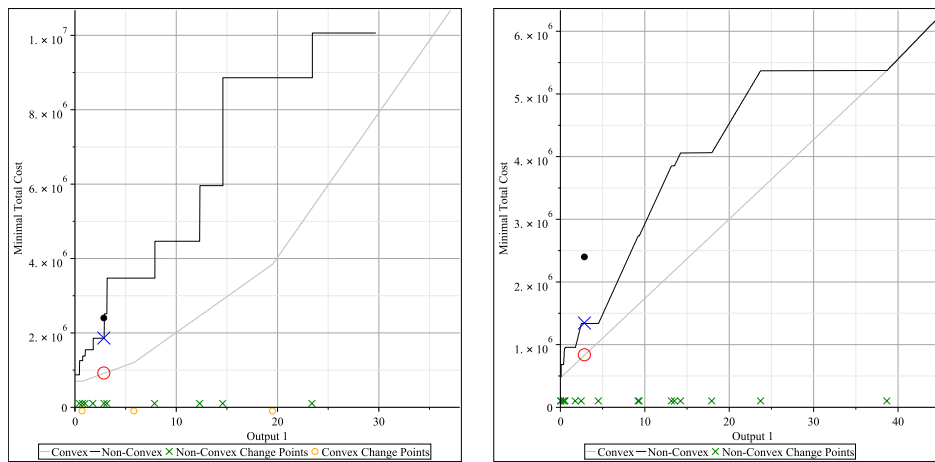 1. × 10 7
8. × 10 6
6. × 10 6
4. × 10 6
2. × 10 6
0
Minimal Total Cost
0 10 20 30
Output 1
Convex Non-Convex Non-Convex Change Points Convex Change Points
6. × 10 6
5. × 10 6
4. × 10 6
3. × 10 6
2. × 10 6
1. × 10 6
0
Minimal Total Cost
0 10 20 30 40
Output 1
Convex Non-Convex Non-Convex Change Points